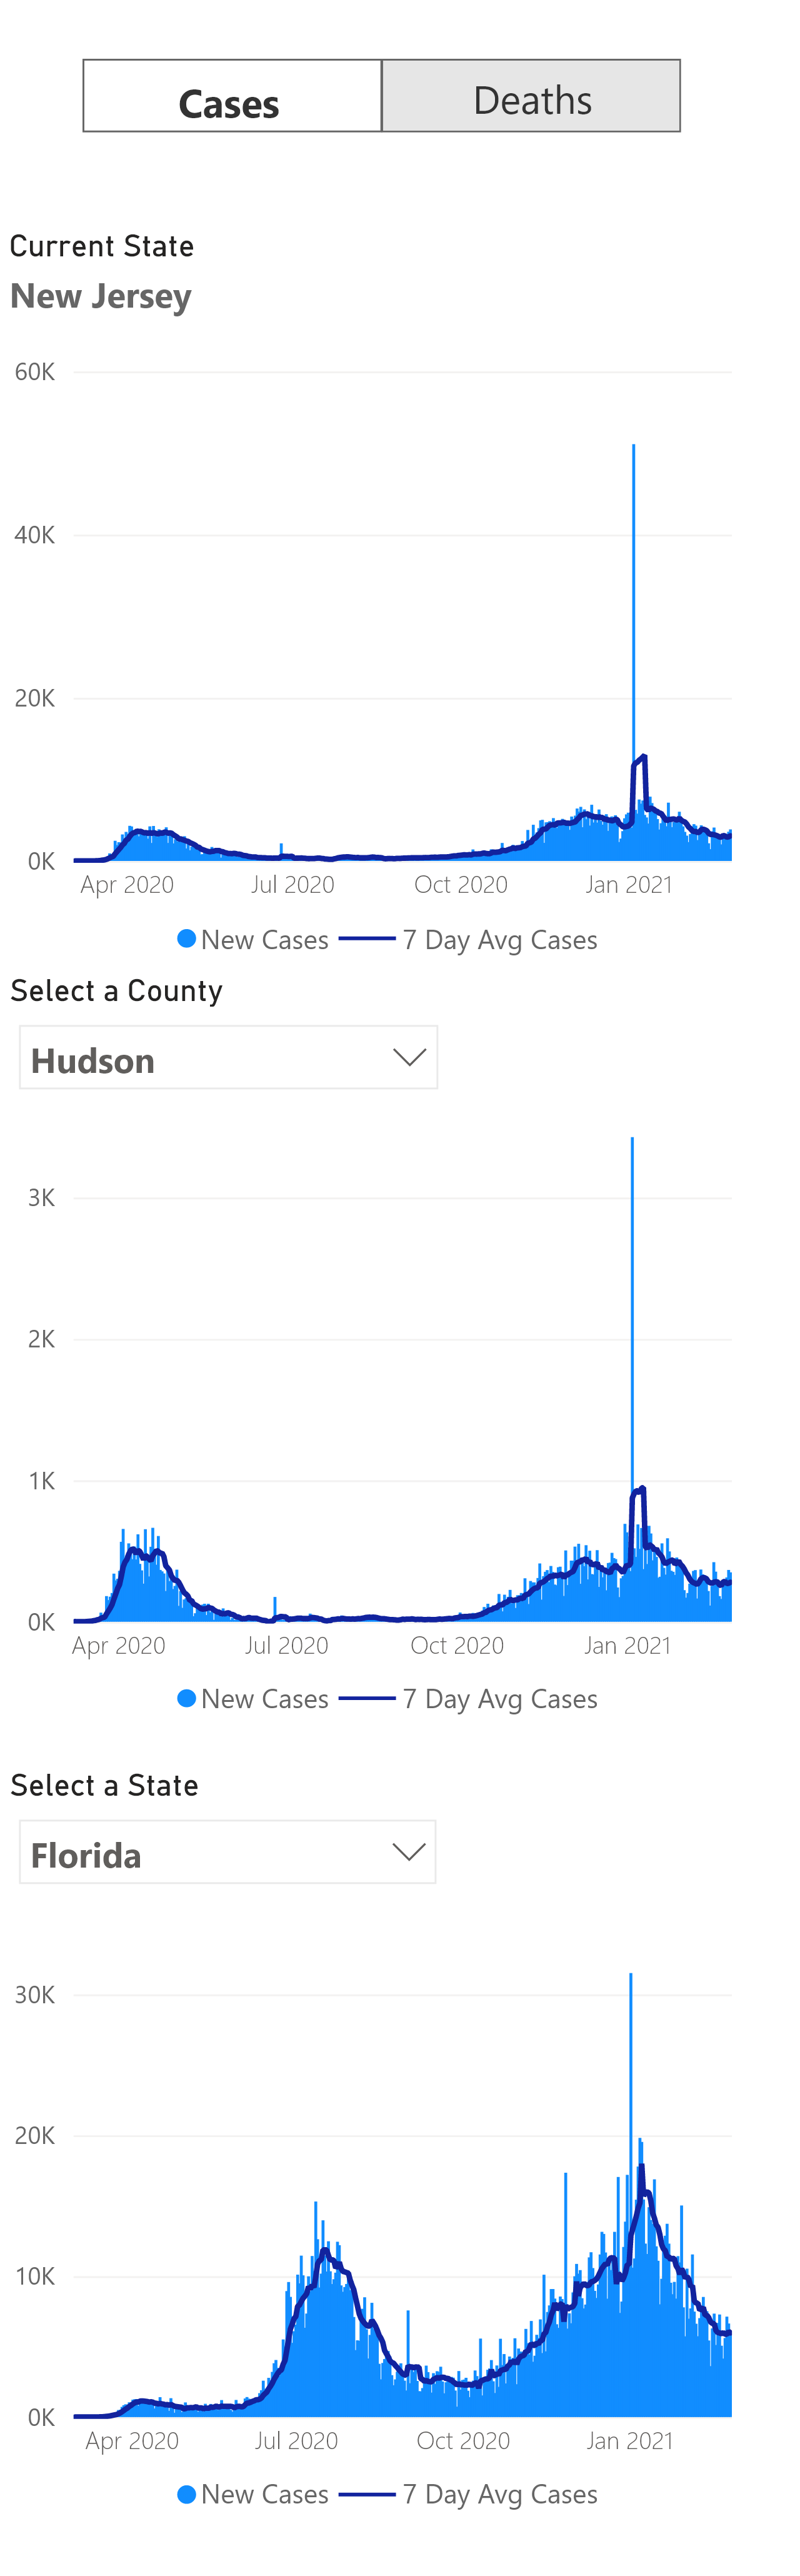 Cases Deaths
Current State
New Jersey
60K
40K
20K
0K
Apr 2020 Jul 2020 Oct 2020 Jan 2021
New Cases 7 Day Avg Cases
Select a County
Hudson
3K
2K
1K
0K
Apr 2020 Jul 2020 Oct 2020 Jan 2021
New Cases 7 Day Avg Cases
Select a State
Florida
30K
20K
10K
0K
Apr 2020 Jul 2020 Oct 2020 Jan 2021
New Cases 7 Day Avg Cases